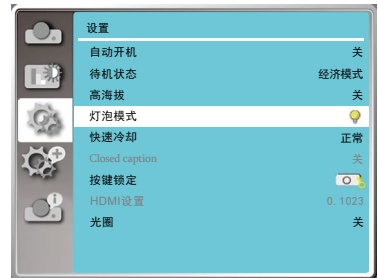 设置
自动开机 关
待机状态 经济模式
高海拔 关
灯泡模式
快速冷却 正常
Closed caption 关
按键锁定
HDMI设置 0. 1023
光圈 关